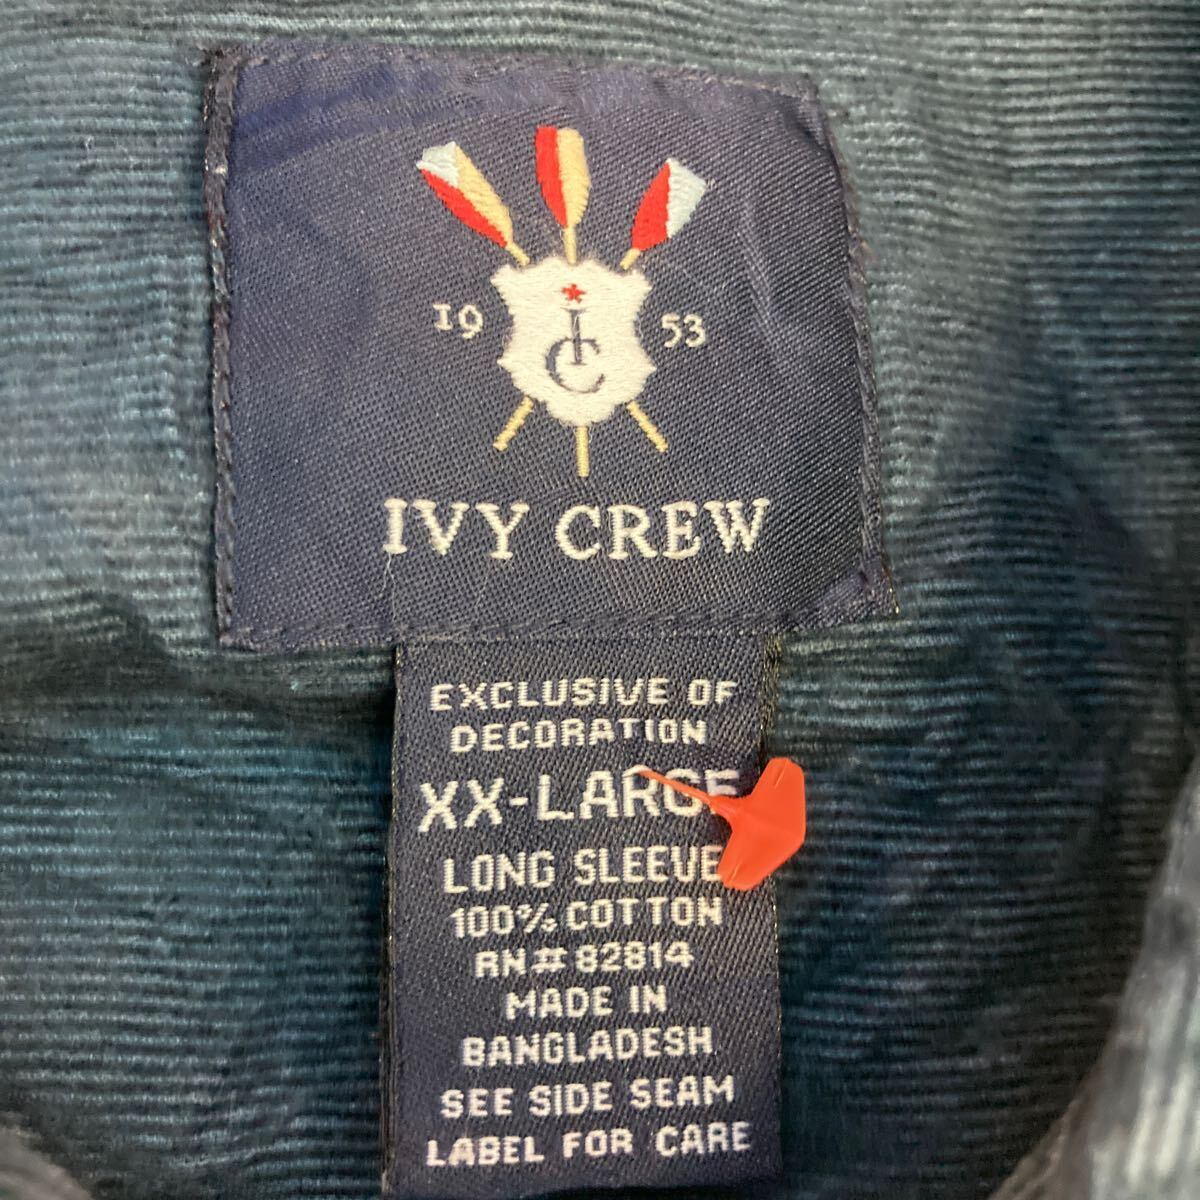 19 53
IC
IVY CREW
EXCLUSIVE OF
DECORATION
XX-LARGE
LONG SLEEVE
100% COTTON
RN# 82814
MADE IN
BANGLADESH
SEE SIDE SEAM
LABEL FOR CARE